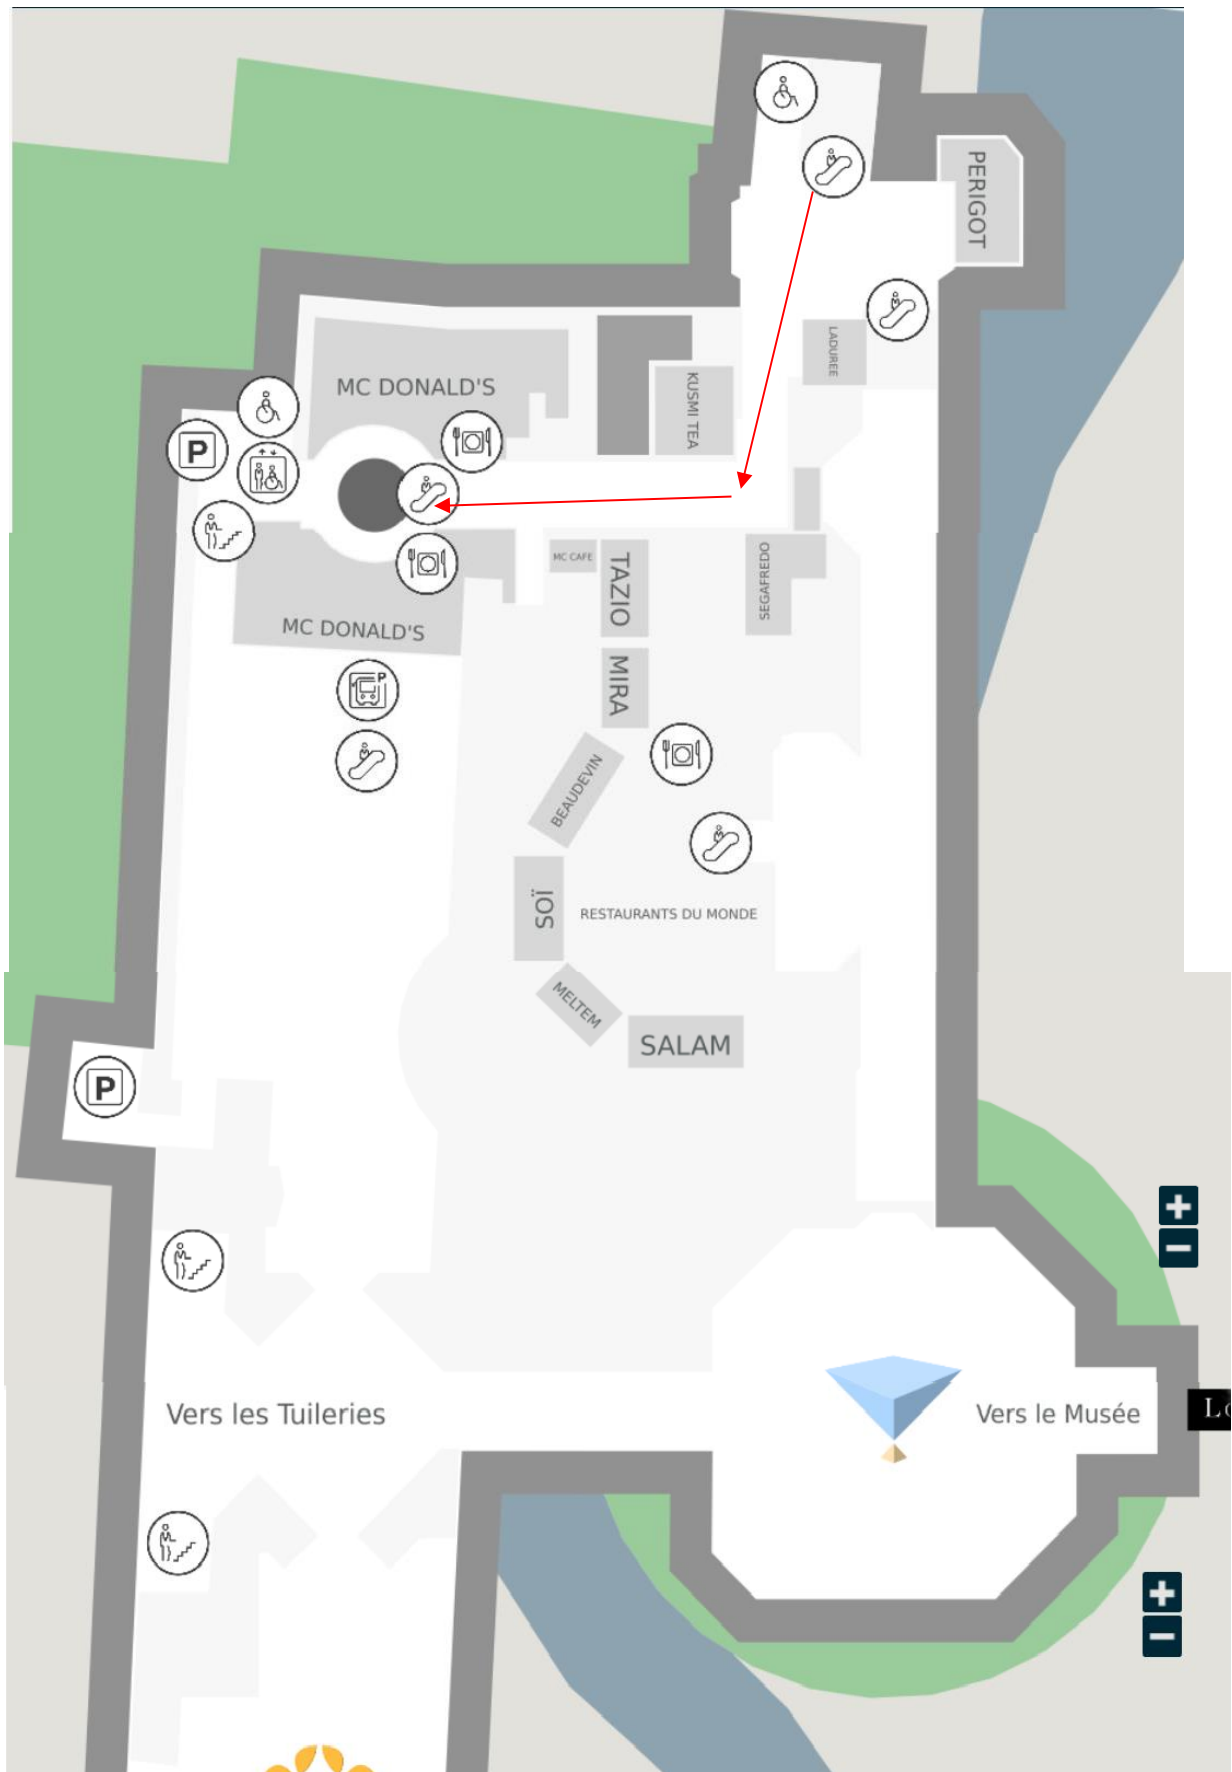 PERIGOT
LADUREE
MC DONALD'S
KUSMI TEA
P
MC CAFE
TAZIO
SEGAFREDO
MC DONALD'S
MIRA
P
BEAUDEVIN
SOÏ
RESTAURANTS DU MONDE
MELTEM
SALAM
P
Vers les Tuileries
Vers le Musée